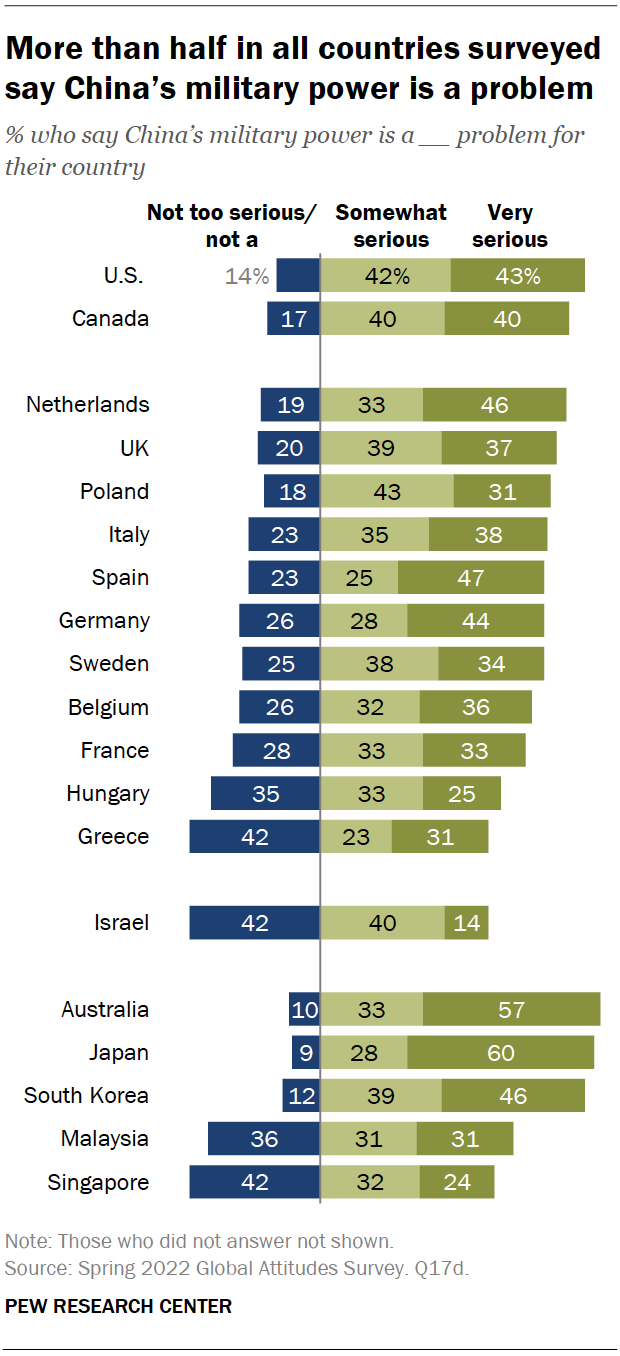 More than half in all countries surveyed
say China's military power is a problem
% who say China's military power is a __ problem for
their country
Not too serious/ Somewhat Very
not a serious serious
U.S. 14% 42% 43%
Canada 17 40 40
Netherlands 19 33 46
UK 20 39 37
Poland 18 43 31
Italy 23 35 38
Spain 23 25 47
Germany 26 28 44
Sweden 25 38 34
Belgium 26 32 36
France 28 33 33
Hungary 35 33 25
Greece 42 23 31
Israel 42 40 14
Australia 10 33 57
Japan 9 28 60
South Korea 12 39 46
Malaysia 36 31 31
Singapore 42 32 24
Note: Those who did not answer not shown.
Source: Spring 2022 Global Attitudes Survey. Q17d.
PEW RESEARCH CENTER